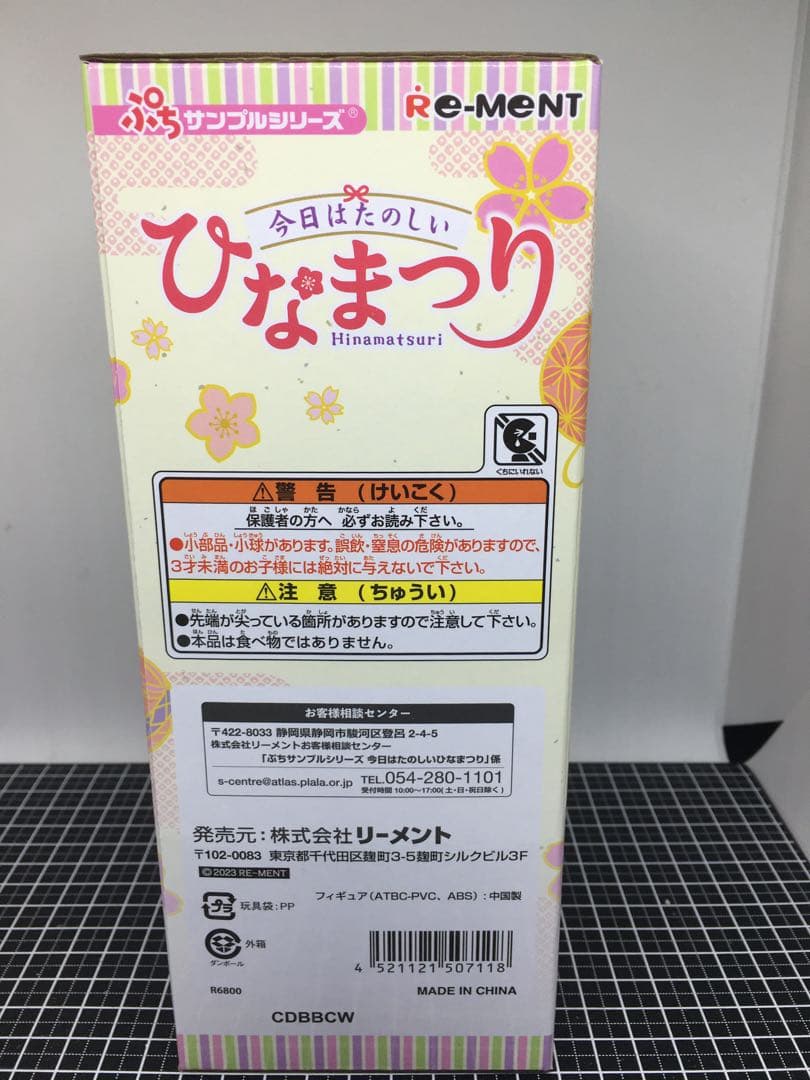 ぷちサンプルシリーズ® RE-MENT
今日はたのしい
ひなまつり
Hinamatsuri
くちにいれない
⚠警告(けいこく)
保護者の方へ 必ずお読み下さい。
●小部品・小球があります。誤飲・窒息の危険がありますので、
3才未満のお子様には絶対に与えないで下さい。
⚠注意(ちゅうい)
●先端が尖っている箇所がありますので注意して下さい。
●本品は食べ物ではありません。
お客様相談センター
〒422-8033 静岡県静岡市駿河区登呂 2-4-5
株式会社リーメントお客様相談センター
「ぷちサンプルシリーズ 今日はたのしいひなまつり」係
s-centre@atlas.plala.or.jp TEL.054-280-1101
受付時間 10:00~17:00(土・日・祝日除く)
発売元:株式会社リーメント
〒102-0083 東京都千代田区麹町3-5麹町シルクビル3F
©2023 RE-MENT
プラ 玩具袋:PP フィギュア(ATBC-PVC、ABS):中国製
外箱
ダンボール
4 521121 507118
R6800 MADE IN CHINA
CDBBCW